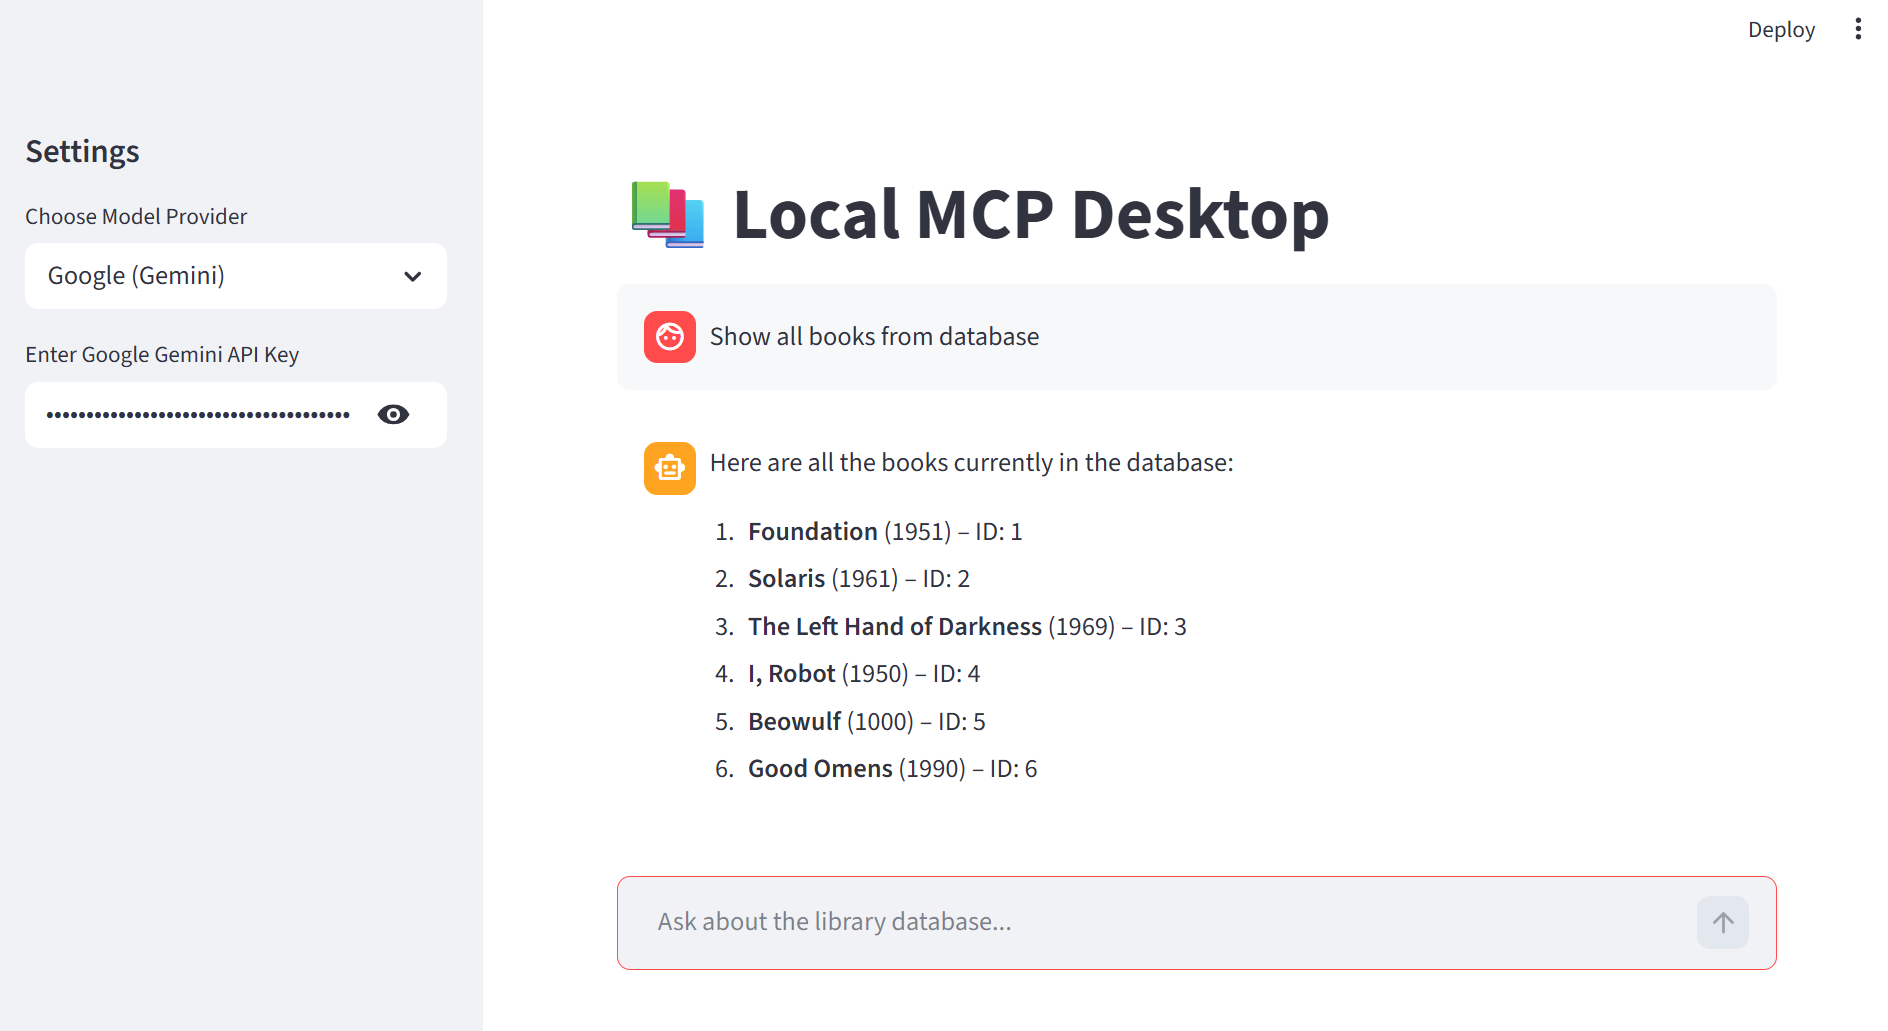 Deploy
Settings
Choose Model Provider
Google (Gemini)
Enter Google Gemini API Key
Local MCP Desktop
Show all books from database
Here are all the books currently in the database:
1. Foundation (1951) – ID: 1
2. Solaris (1961) – ID: 2
3. The Left Hand of Darkness (1969) – ID: 3
4. I, Robot (1950) – ID: 4
5. Beowulf (1000) – ID: 5
6. Good Omens (1990) – ID: 6
Ask about the library database...